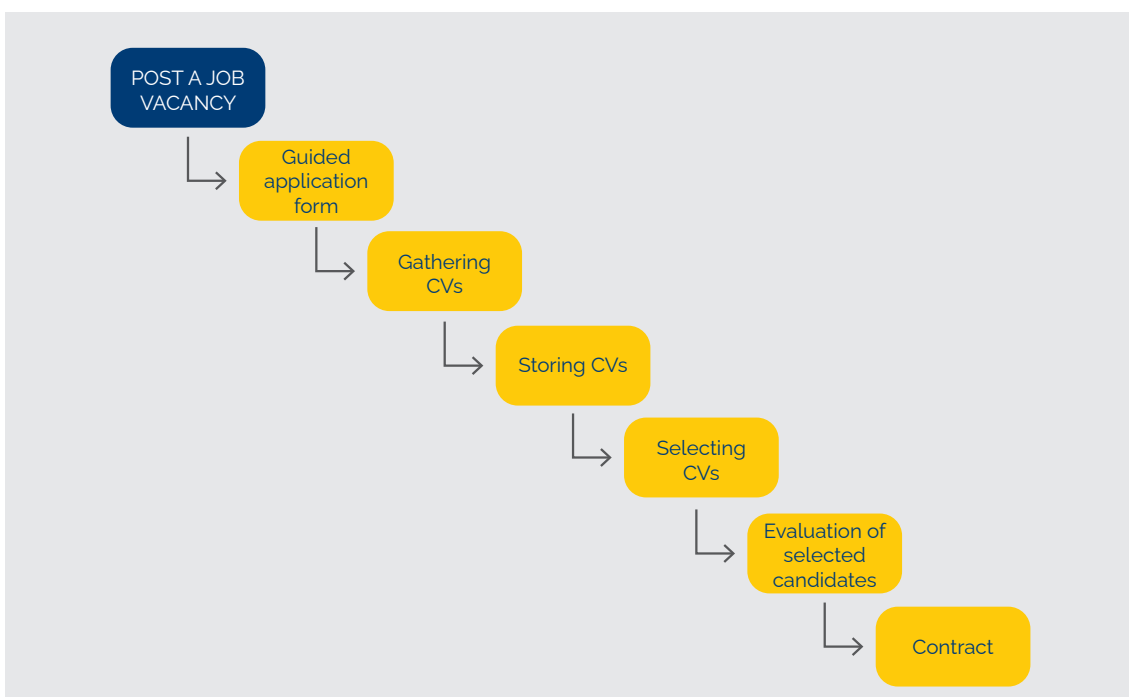 POST A JOB
VACANCY
Guided
application
form
Gathering
CVs
Storing CVs
Selecting
CVs
Evaluation of
selected
candidates
Contract